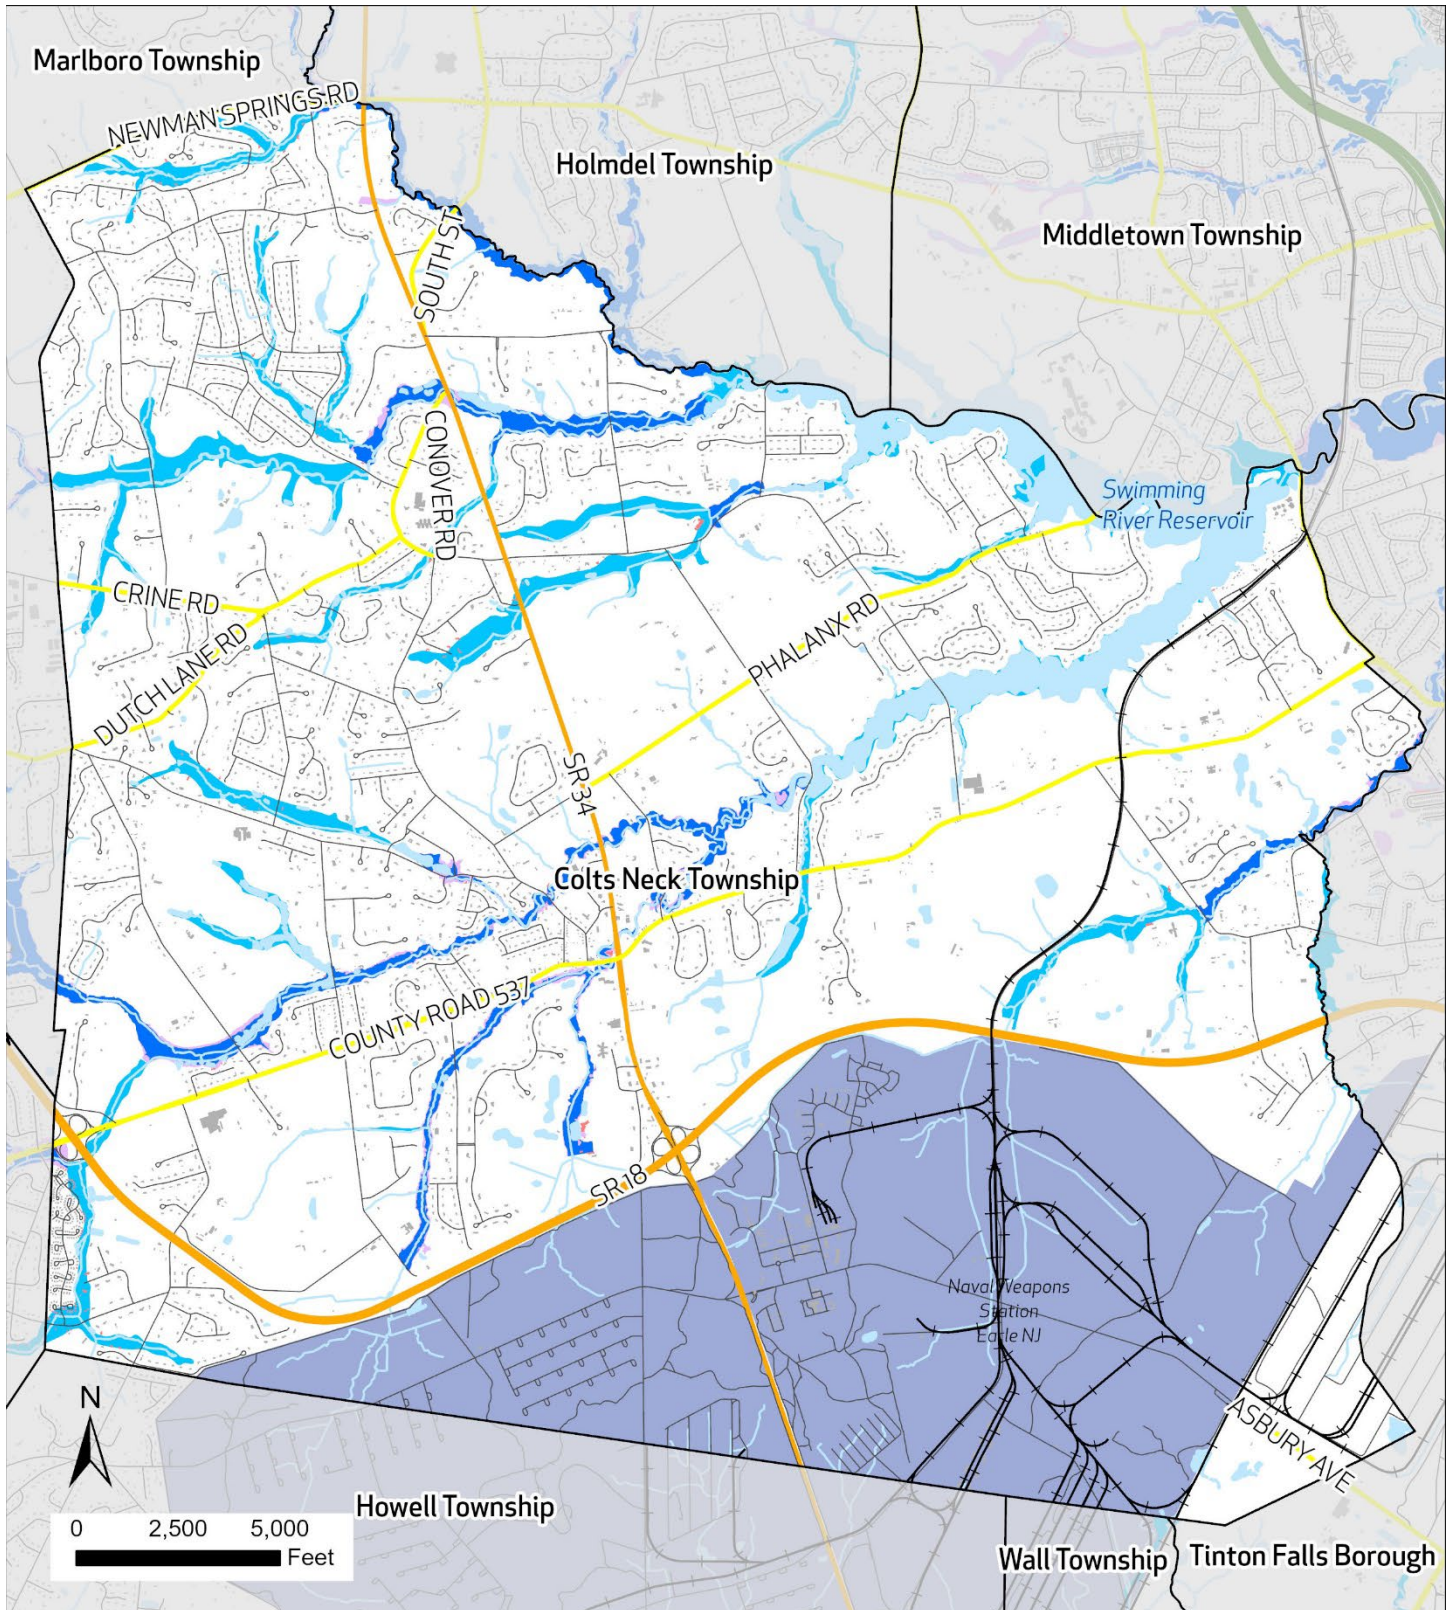 Marlboro Township
NEWMAN SPRINGS RD
Holmdel Township
Middletown Township
SOUTH ST
CONOVER RD
Swimming
River Reservoir
CRINE RD
DUTCH LANE RD
PHALANX RD
SR 34
Colts Neck Township
COUNTY ROAD 537
SR 18
Naval Weapons
Station
Earle NJ
ASBURY AVE
N
0 2,500 5,000
Feet
Howell Township
Wall Township
Tinton Falls Borough